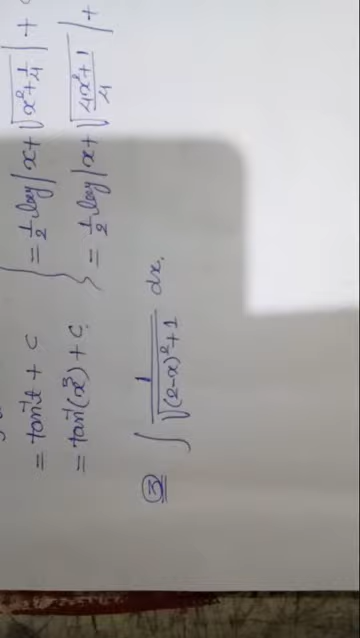 = tan⁻¹t + C
= tan⁻¹(x³) + C
= 1/2 log|x+√(x²+1/4)| +
= 1/2 log|x+√((4x²+1)/4)| +
③ ∫ 1/√((2-x)²+1) dx.